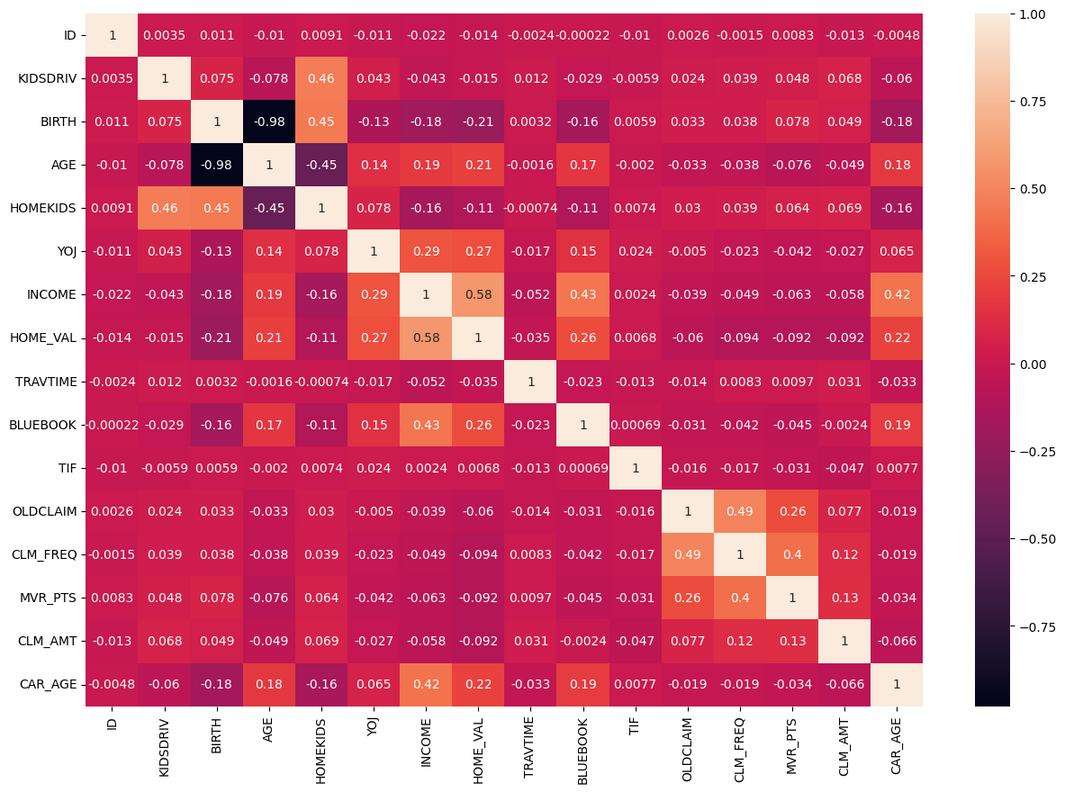 ID 1 0.0035 0.011 -0.01 0.0091 -0.011 -0.022 -0.014 -0.0024 -0.00022 -0.01 0.0026 -0.0015 0.0083 -0.013 -0.0048
KIDSDRIV 0.0035 1 0.075 -0.078 0.46 0.043 -0.043 -0.015 0.012 -0.029 -0.0059 0.024 0.039 0.048 0.068 -0.06
BIRTH 0.011 0.075 1 -0.98 0.45 -0.13 -0.18 -0.21 0.0032 -0.16 0.0059 0.033 0.038 0.078 0.049 -0.18
AGE -0.01 -0.078 -0.98 1 -0.45 0.14 0.19 0.21 -0.0016 0.17 -0.002 -0.033 -0.038 -0.076 -0.049 0.18
HOMEKIDS 0.0091 0.46 0.45 -0.45 1 0.078 -0.16 -0.11 -0.00074 -0.11 0.0074 0.03 0.039 0.064 0.069 -0.16
YOJ -0.011 0.043 -0.13 0.14 0.078 1 0.29 0.27 -0.017 0.15 0.024 -0.005 -0.023 -0.042 -0.027 0.065
INCOME -0.022 -0.043 -0.18 0.19 -0.16 0.29 1 0.58 -0.052 0.43 0.0024 -0.039 -0.049 -0.063 -0.058 0.42
HOME_VAL -0.014 -0.015 -0.21 0.21 -0.11 0.27 0.58 1 -0.035 0.26 0.0068 -0.06 -0.094 -0.092 -0.092 0.22
TRAVTIME -0.0024 0.012 0.0032 -0.0016 -0.00074 -0.017 -0.052 -0.035 1 -0.023 -0.013 -0.014 0.0083 0.0097 0.031 -0.033
BLUEBOOK -0.00022 -0.029 -0.16 0.17 -0.11 0.15 0.43 0.26 -0.023 1 0.00069 -0.031 -0.042 -0.045 -0.0024 0.19
TIF -0.01 -0.0059 0.0059 -0.002 0.0074 0.024 0.0024 0.0068 -0.013 0.00069 1 -0.016 -0.017 -0.031 -0.047 0.0077
OLDCLAIM 0.0026 0.024 0.033 -0.033 0.03 -0.005 -0.039 -0.06 -0.014 -0.031 -0.016 1 0.49 0.26 0.077 -0.019
CLM_FREQ -0.0015 0.039 0.038 -0.038 0.039 -0.023 -0.049 -0.094 0.0083 -0.042 -0.017 0.49 1 0.4 0.12 -0.019
MVR_PTS 0.0083 0.048 0.078 -0.076 0.064 -0.042 -0.063 -0.092 0.0097 -0.045 -0.031 0.26 0.4 1 0.13 -0.034
CLM_AMT -0.013 0.068 0.049 -0.049 0.069 -0.027 -0.058 -0.092 0.031 -0.0024 -0.047 0.077 0.12 0.13 1 -0.066
CAR_AGE -0.0048 -0.06 -0.18 0.18 -0.16 0.065 0.42 0.22 -0.033 0.19 0.0077 -0.019 -0.019 -0.034 -0.066 1
ID KIDSDRIV BIRTH AGE HOMEKIDS YOJ INCOME HOME_VAL TRAVTIME BLUEBOOK TIF OLDCLAIM CLM_FREQ MVR_PTS CLM_AMT CAR_AGE
1.00
0.75
0.50
0.25
0.00
−0.25
−0.50
−0.75